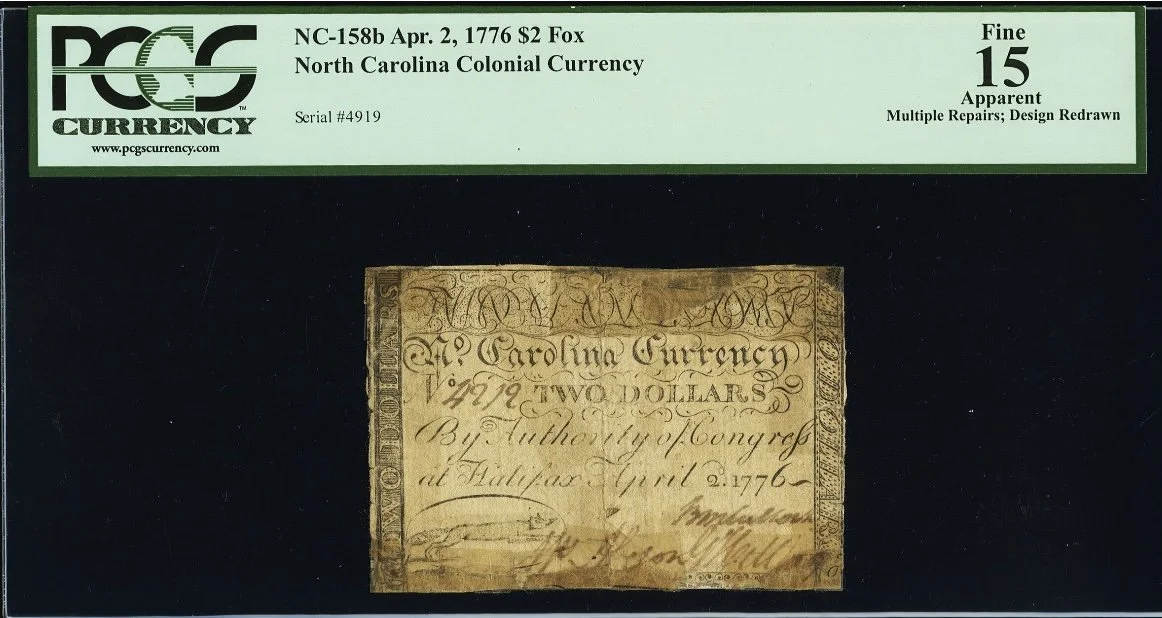 PCGS
CURRENCY
™
www.pcgscurrency.com
NC-158b Apr. 2, 1776 $2 Fox
North Carolina Colonial Currency
Serial #4919
Fine
15
Apparent
Multiple Repairs; Design Redrawn
No. Carolina Currency
No. 4919 TWO DOLLARS
By Authority of Congress
at Halifax April 2. 1776